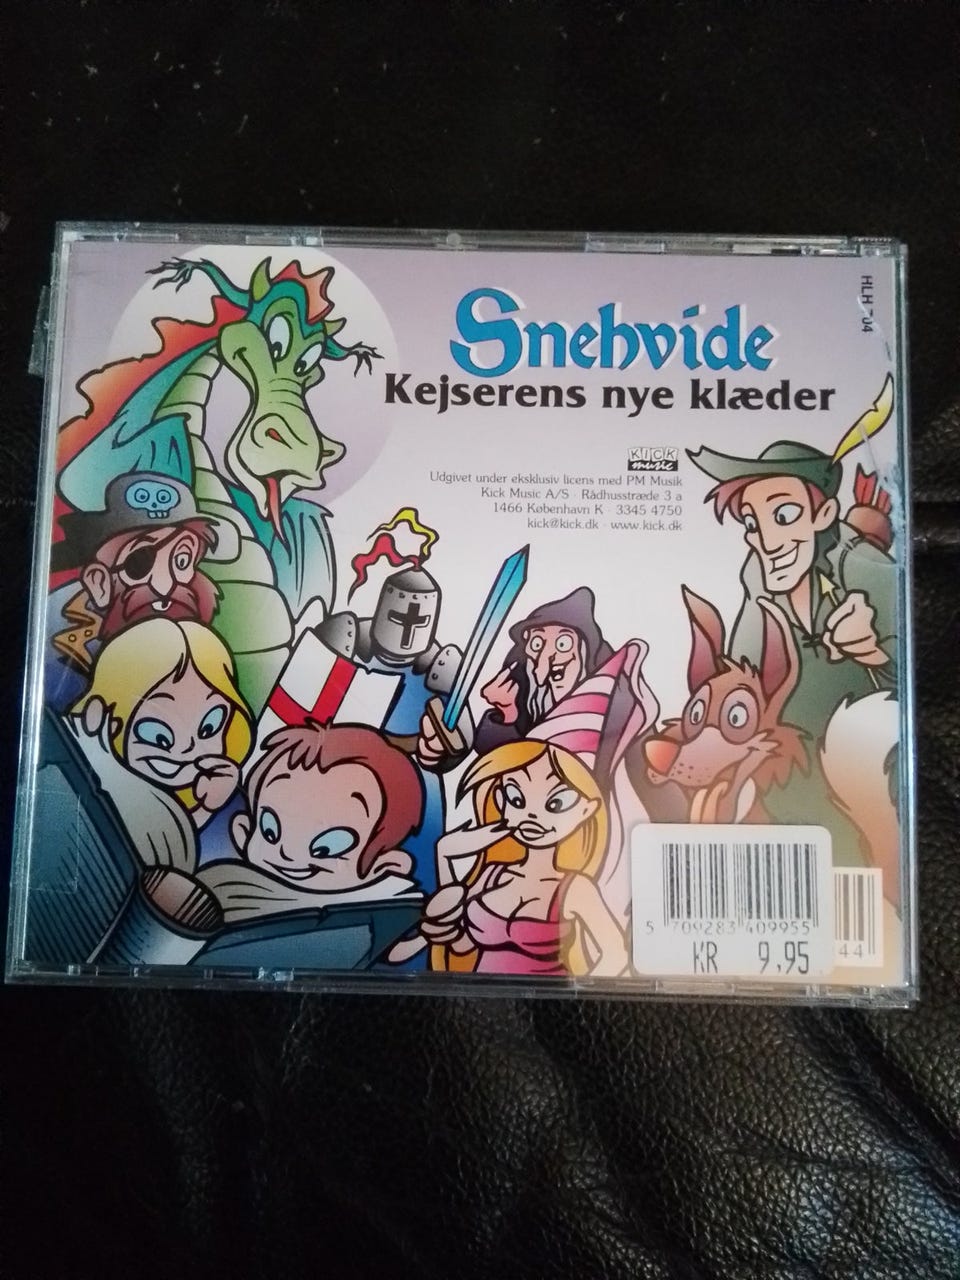 HLH 704
Snehvide
Kejserens nye klæder
KICK
music
Udgivet under eksklusiv licens med PM Musik
Kick Music A/S · Rådhusstræde 3 a
1466 København K · 3345 4750
kick@kick.dk · www.kick.dk
5 709283 409955
KR 9,95
44